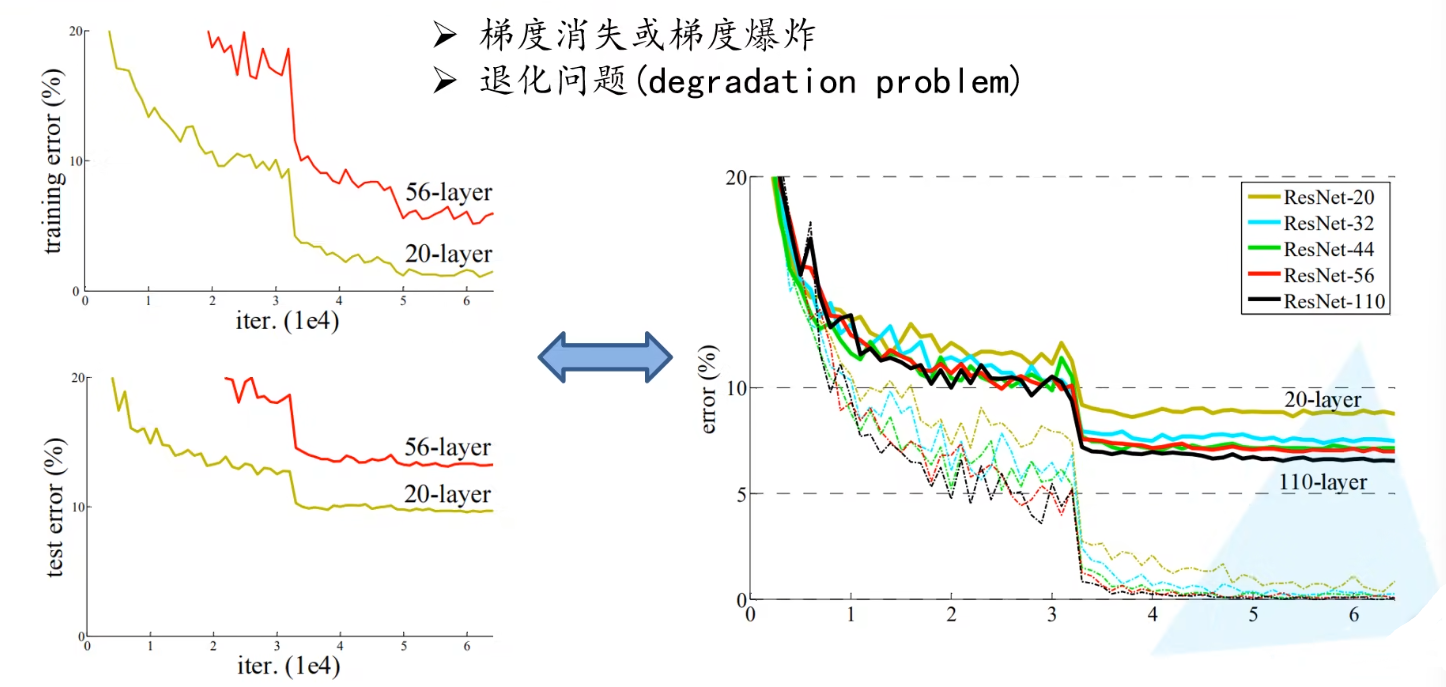 ➢ 梯度消失或梯度爆炸
➢ 退化问题(degradation problem)
20
10
0
training error (%)
56-layer
20-layer
0 1 2 3 4 5 6
iter. (1e4)
20
10
0
test error (%)
56-layer
20-layer
0 1 2 3 4 5 6
iter. (1e4)
20
10
5
0
error (%)
ResNet-20
ResNet-32
ResNet-44
ResNet-56
ResNet-110
20-layer
110-layer
0 1 2 3 4 5 6